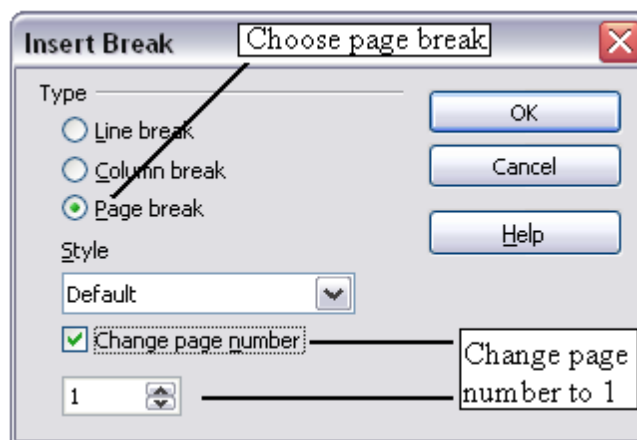 Insert Break
Choose page break
Type
Line break
OK
Column break
Cancel
Page break
Help
Style
Default
Change page number
Change page
number to 1
1